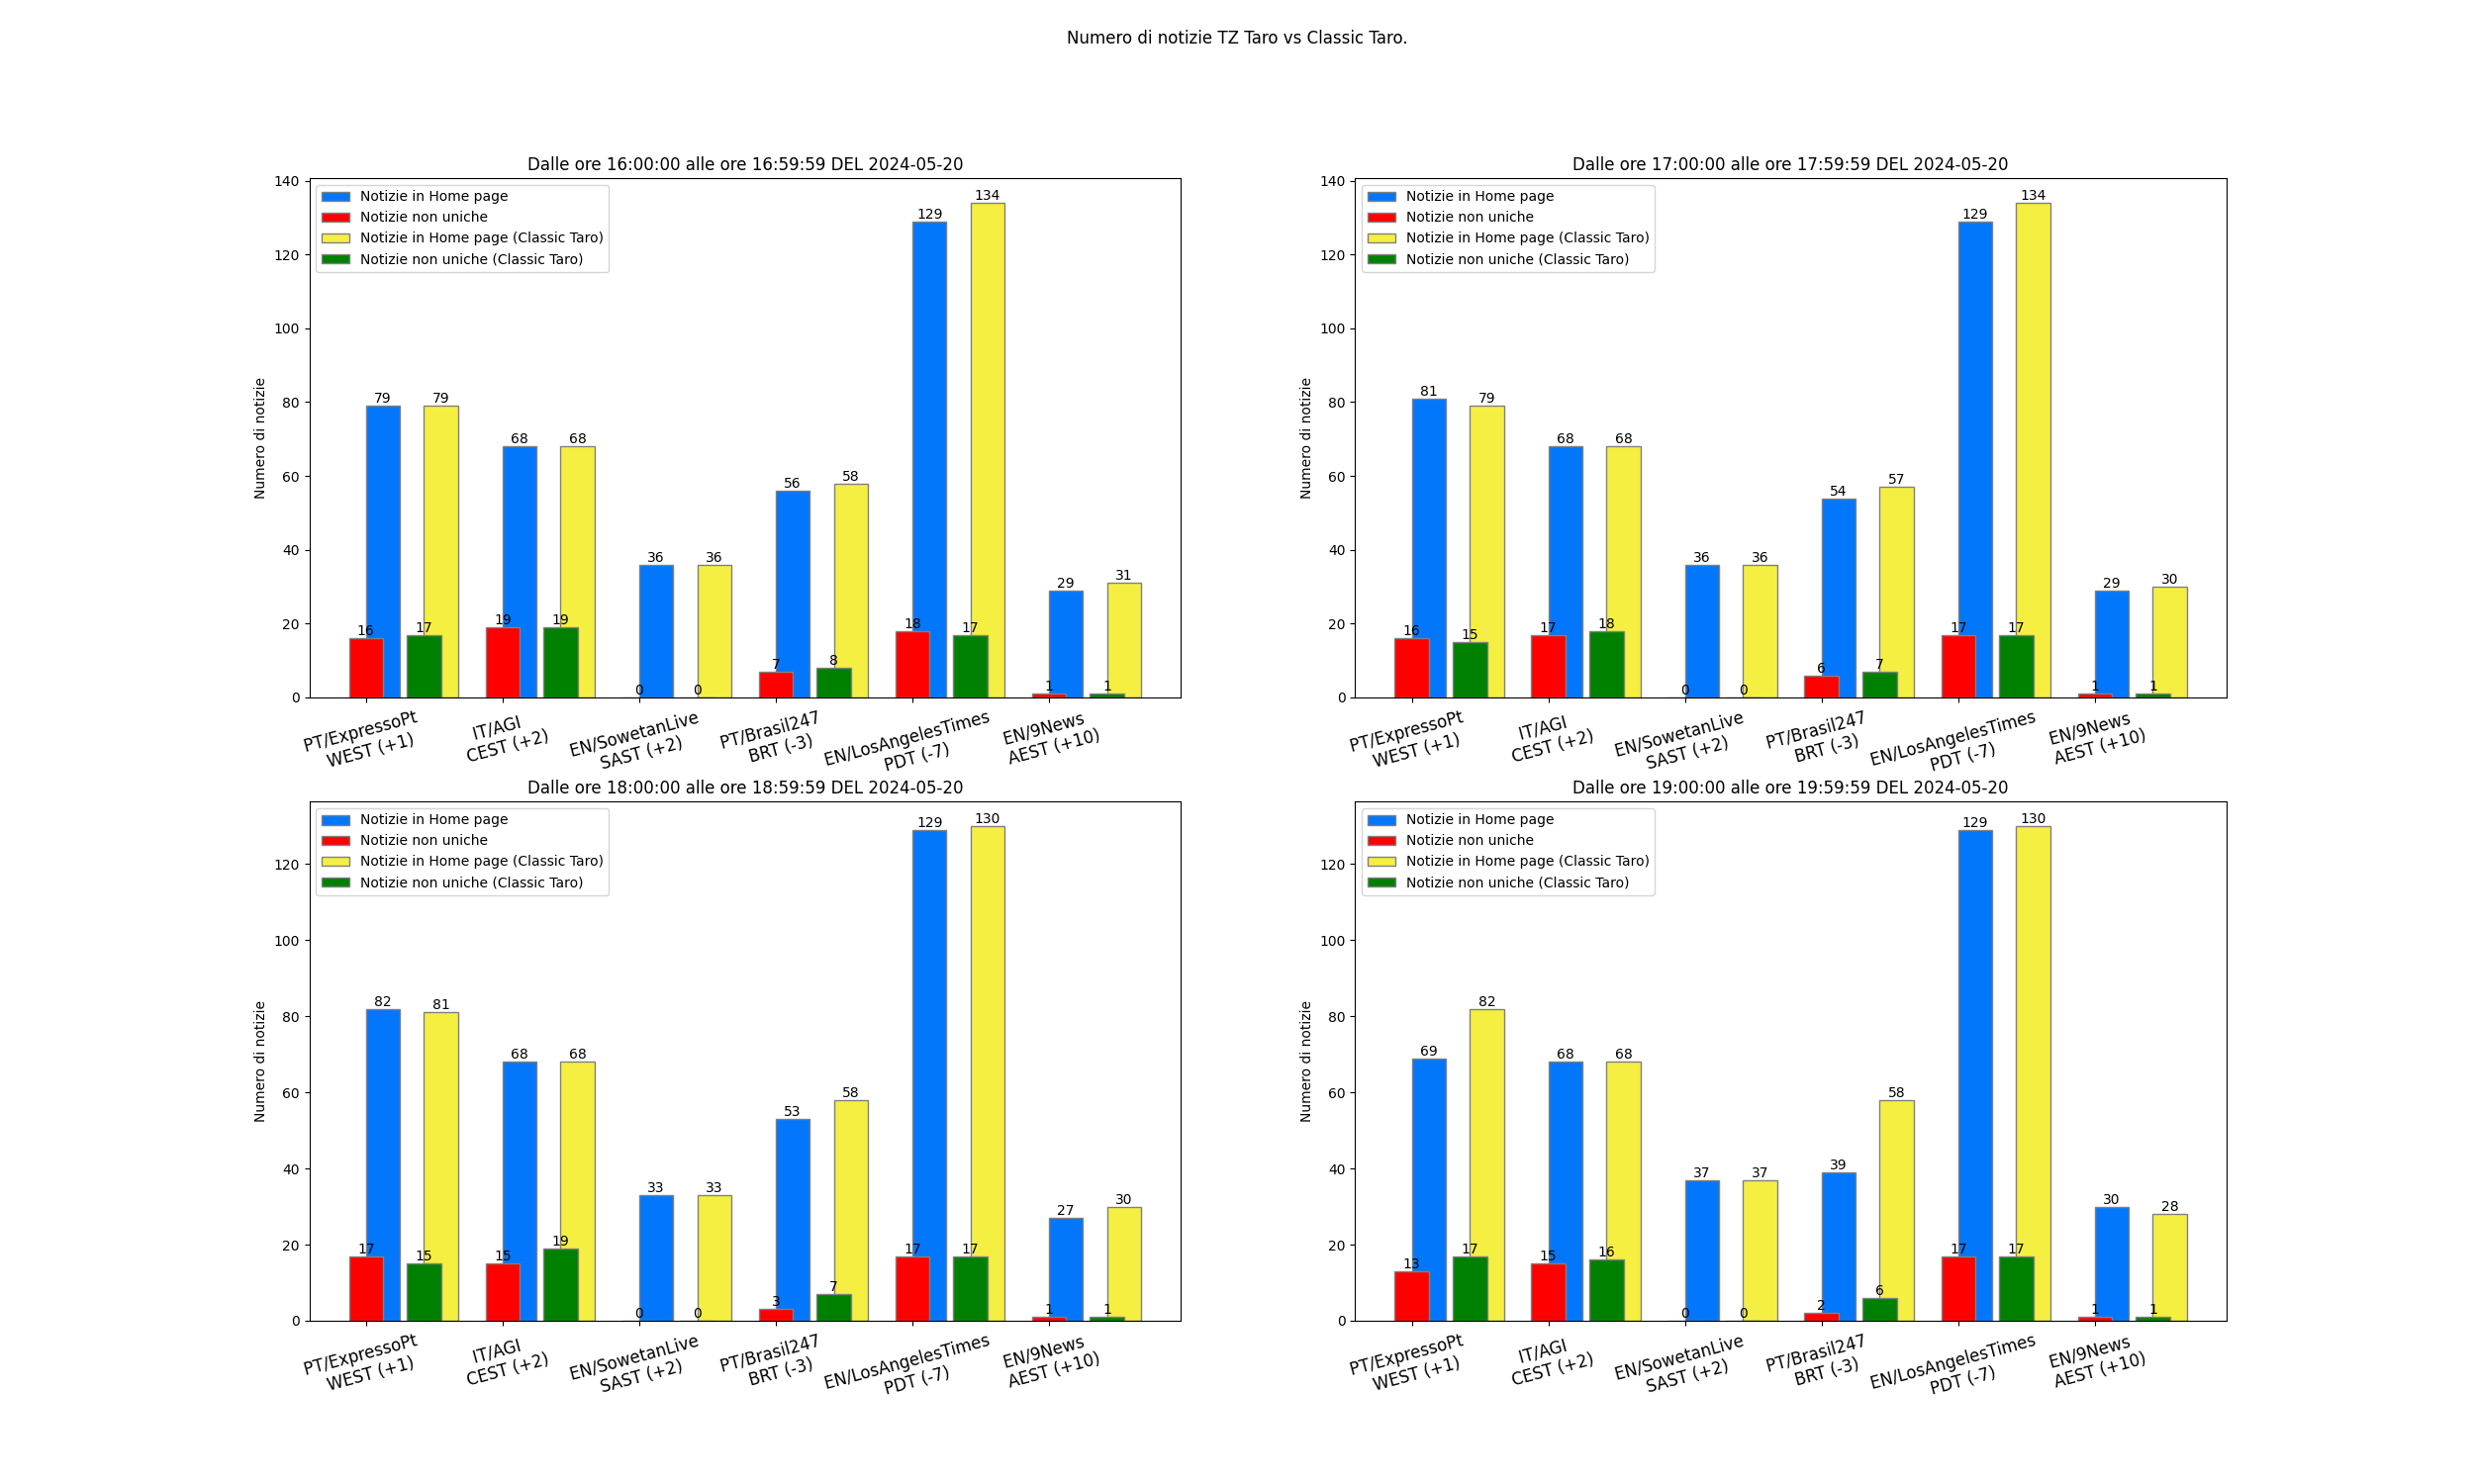 Numero di notizie TZ Taro vs Classic Taro.
Dalle ore 16:00:00 alle ore 16:59:59 DEL 2024-05-20
Numero di notizie
140
120
100
80
60
40
20
0
Notizie in Home page
Notizie non uniche
Notizie in Home page (Classic Taro)
Notizie non uniche (Classic Taro)
16 79 17 79
19 68 19 68
0 36 0 36
7 56 8 58
18 129 17 134
1 29 1 31
PT/ExpressoPt
WEST (+1)
IT/AGI
CEST (+2)
EN/SowetanLive
SAST (+2)
PT/Brasil247
BRT (-3)
EN/LosAngelesTimes
PDT (-7)
EN/9News
AEST (+10)
Dalle ore 17:00:00 alle ore 17:59:59 DEL 2024-05-20
Numero di notizie
140
120
100
80
60
40
20
0
Notizie in Home page
Notizie non uniche
Notizie in Home page (Classic Taro)
Notizie non uniche (Classic Taro)
16 81 15 79
17 68 18 68
0 36 0 36
6 54 7 57
17 129 17 134
1 29 1 30
PT/ExpressoPt
WEST (+1)
IT/AGI
CEST (+2)
EN/SowetanLive
SAST (+2)
PT/Brasil247
BRT (-3)
EN/LosAngelesTimes
PDT (-7)
EN/9News
AEST (+10)
Dalle ore 18:00:00 alle ore 18:59:59 DEL 2024-05-20
Numero di notizie
120
100
80
60
40
20
0
Notizie in Home page
Notizie non uniche
Notizie in Home page (Classic Taro)
Notizie non uniche (Classic Taro)
17 82 15 81
15 68 19 68
0 33 0 33
3 53 7 58
17 129 17 130
1 27 1 30
PT/ExpressoPt
WEST (+1)
IT/AGI
CEST (+2)
EN/SowetanLive
SAST (+2)
PT/Brasil247
BRT (-3)
EN/LosAngelesTimes
PDT (-7)
EN/9News
AEST (+10)
Dalle ore 19:00:00 alle ore 19:59:59 DEL 2024-05-20
Numero di notizie
120
100
80
60
40
20
0
Notizie in Home page
Notizie non uniche
Notizie in Home page (Classic Taro)
Notizie non uniche (Classic Taro)
13 69 17 82
15 68 16 68
0 37 0 37
2 39 6 58
17 129 17 130
1 30 1 28
PT/ExpressoPt
WEST (+1)
IT/AGI
CEST (+2)
EN/SowetanLive
SAST (+2)
PT/Brasil247
BRT (-3)
EN/LosAngelesTimes
PDT (-7)
EN/9News
AEST (+10)